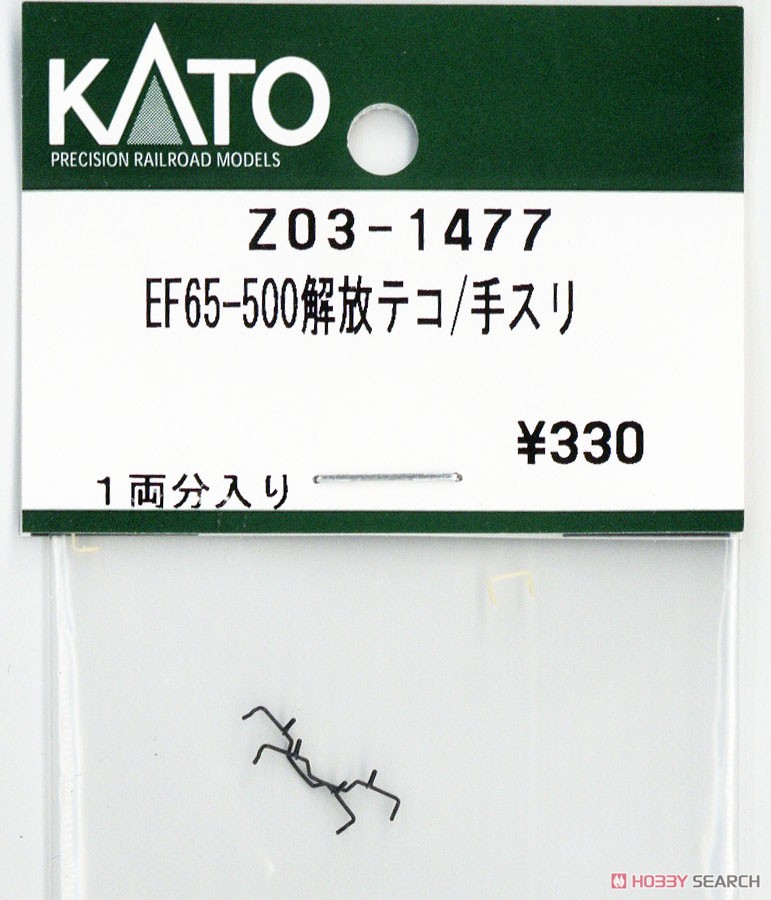 KATO
PRECISION RAILROAD MODELS
Z03-1477
EF65-500解放テコ/手スリ
¥330
1両分入り
HOBBY SEARCH